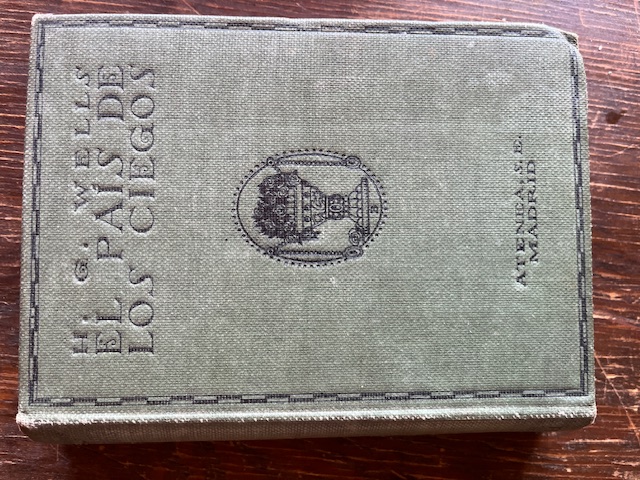 H. G. WELLS
EL PAÍS DE
LOS CIEGOS
ATENEA, S. E.
MADRID